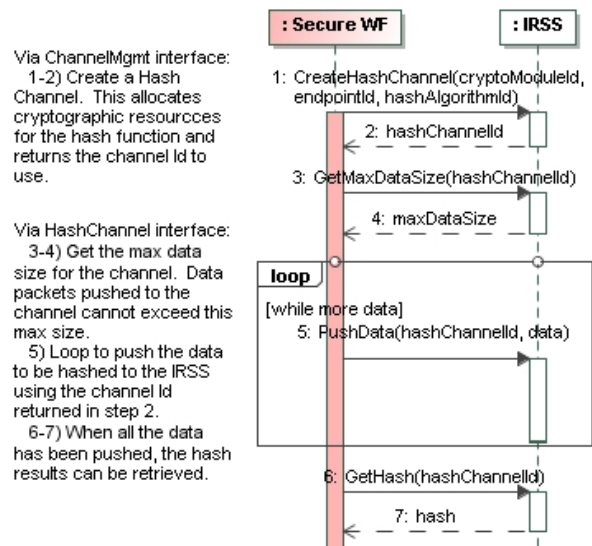 Via ChannelMgmt interface:
1-2) Create a Hash
Channel. This allocates
cryptographic resourcces
for the hash function and
returns the channel Id to
use.
Via HashChannel interface:
3-4) Get the max data
size for the channel. Data
packets pushed to the
channel cannot exceed this
max size.
5) Loop to push the data
to be hashed to the IRSS
using the channel Id
returned in step 2.
6-7) When all the data
has been pushed, the hash
results can be retrieved.
: Secure WF
: IRSS
1: CreateHashChannel(cryptoModuleId,
endpointId, hashAlgorithmId)
2: hashChannelId
3: GetMaxDataSize(hashChannelId)
4: maxDataSize
loop
[while more data]
5: PushData(hashChannelId, data)
6: GetHash(hashChannelId)
7: hash